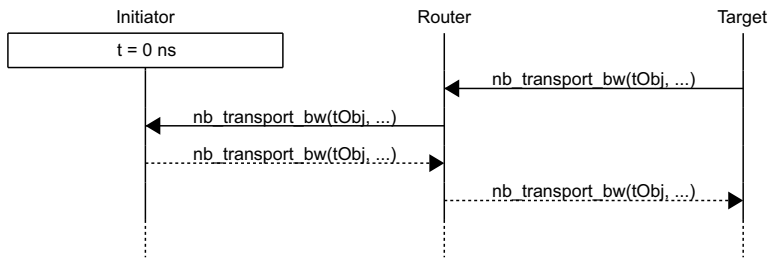 Initiator Router Target
t = 0 ns
nb_transport_bw(tObj, ...)
nb_transport_bw(tObj, ...)
nb_transport_bw(tObj, ...)
nb_transport_bw(tObj, ...)